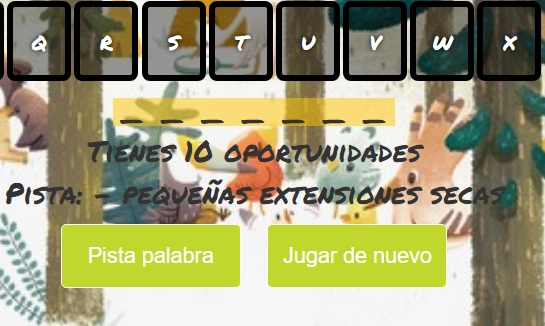 Q R S T U V W X
_ _ _ _ _ _ _
Tienes 10 oportunidades
Pista: - pequeñas extensiones secas
Pista palabra Jugar de nuevo